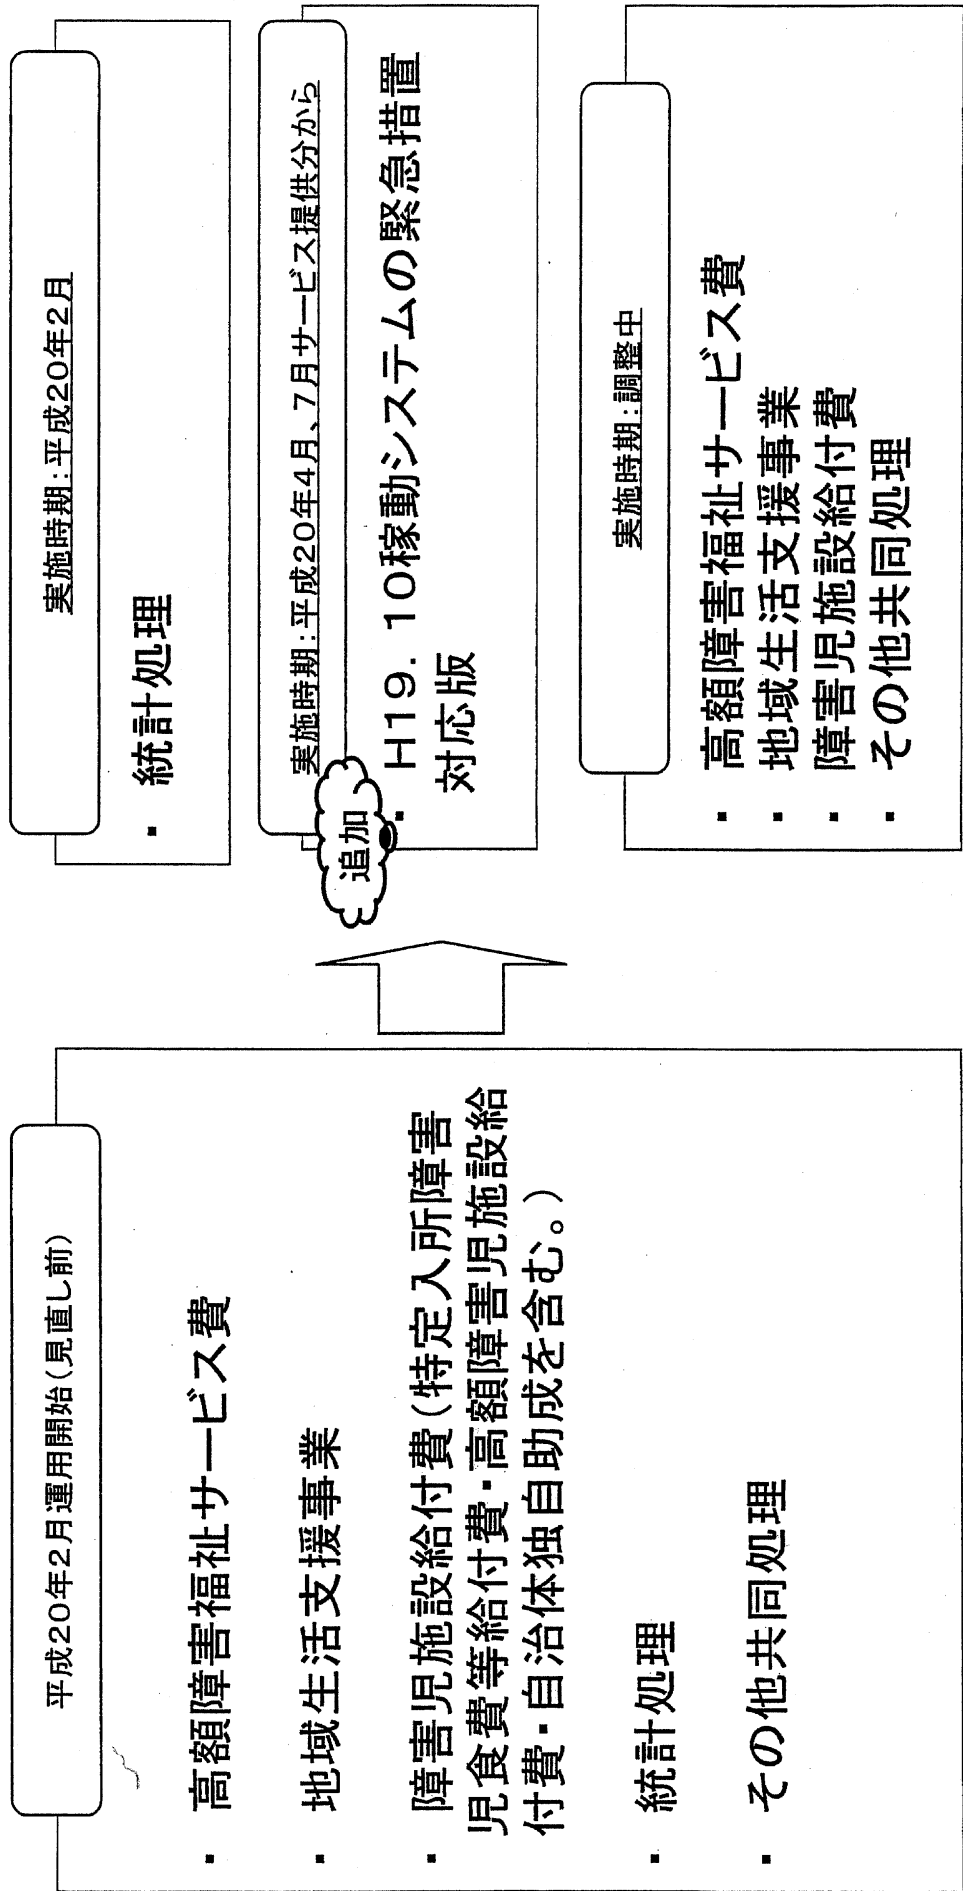 平成20年2月運用開始(見直し前)
・ 高額障害福祉サービス費
・ 地域生活支援事業
・ 障害児施設給付費(特定入所障害
児食費等給付費・高額障害児施設給
付費・自治体独自助成を含む。)
・ 統計処理
・ その他共同処理
実施時期:平成20年2月
・ 統計処理
追加
実施時期:平成20年4月、7月サービス提供分から
・ H19.10稼動システムの緊急措置
対応版
実施時期:調整中
・ 高額障害福祉サービス費
・ 地域生活支援事業
・ 障害児施設給付費
・ その他共同処理